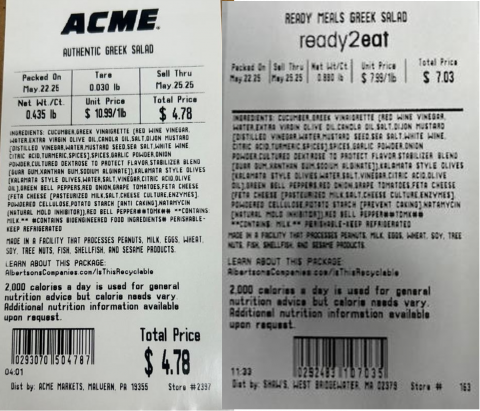 ACME.
AUTHENTIC GREEK SALAD
Packed On Tare Sell Thru
May.22.25 0.030 lb May.25.25
Net Wt./Ct. Unit Price Total Price
0.435 lb $ 10.99/lb $ 4.78
INGREDIENTS: CUCUMBER,GREEK VINAIGRETTE (RED WINE VINEGAR,
WATER,EXTRA VIRGIN OLIVE OIL,CANOLA OIL,SALT,DIJON MUSTARD
[DISTILLED VINEGAR,WATER,MUSTARD SEED,SEA SALT,WHITE WINE
CITRIC ACID,TURMERIC,SPICES],SPICES,GARLIC POWDER,ONION
POWDER,CULTURED DEXTROSE TO PROTECT FLAVOR,STABILIZER BLEND
[GUAR GUM,XANTHAN GUM,SODIUM ALGINATE]),KALAMATA STYLE OLIVES
(KALAMATA STYLE OLIVES,WATER,SALT,VINEGAR,CITRIC ACID,OLIVE
OIL),GREEN BELL PEPPERS,RED ONION,GRAPE TOMATOES,FETA CHEESE
(FETA CHEESE [PASTEURIZED MILK,SALT,CHEESE CULTURE,ENZYMES],
POWDERED CELLULOSE,POTATO STARCH [ANTI CAKING],NATAMYCIN
[NATURAL MOLD INHIBITOR]),RED BELL PEPPER **CONTAINS
MILK.** **CONTAINS BIOENGINEERED FOOD INGREDIENTS PERISHABLE-
KEEP REFRIGERATED
MADE IN A FACILITY THAT PROCESSES PEANUTS, MILK, EGGS, WHEAT,
SOY, TREE NUTS, FISH, SHELLFISH, AND SESAME PRODUCTS.
LEARN ABOUT THIS PACKAGE:
AlbertsonsCompanies.com/isThisRecyclable
2,000 calories a day is used for general
nutrition advice but calorie needs vary.
Additional nutrition information available
upon request.
Total Price
$ 4.78
0293070 504787
04:01
Dist by: ACME MARKETS, MALVERN, PA 19355 Store # 2397
READY MEALS GREEK SALAD
ready2eat
Packed On Sell Thru Net Wt/Ct Unit Price Total Price
May.22.25 May.25.25 0.880 lb $ 7.99/lb $ 7.03
INGREDIENTS: CUCUMBER,GREEK VINAIGRETTE (RED WINE VINEGAR,
WATER,EXTRA VIRGIN OLIVE OIL,CANOLA OIL,SALT,DIJON MUSTARD
[DISTILLED VINEGAR,WATER,MUSTARD SEED,SEA SALT,WHITE WINE,
CITRIC ACID,TURMERIC,SPICES],SPICES,GARLIC POWDER,ONION
POWDER,CULTURED DEXTROSE TO PROTECT FLAVOR,STABILIZER BLEND
[GUAR GUM,XANTHAN GUM,SODIUM ALGINATE]),KALAMATA STYLE OLIVES
(KALAMATA STYLE OLIVES,WATER,SALT,VINEGAR,CITRIC ACID,OLIVE
OIL),GREEN BELL PEPPERS,RED ONION,GRAPE TOMATOES,FETA CHEESE
(FETA CHEESE [PASTEURIZED MILK,SALT,CHEESE CULTURE,ENZYMES],
POWDERED CELLULOSE,POTATO STARCH [PREVENT CAKING],NATAMYCIN
[NATURAL MOLD INHIBITOR]),RED BELL PEPPER
**CONTAINS: MILK.** PERISHABLE-KEEP REFRIGERATED
MADE IN A FACILITY THAT PROCESSES PEANUTS, MILK, EGGS, WHEAT, SOY, TREE
NUTS, FISH, SHELLFISH, AND SESAME PRODUCTS.
LEARN ABOUT THIS PACKAGE:
AlbertsonsCompanies.com/isThisRecyclable
2,000 calories a day is used for general
nutrition advice but calorie needs vary.
Additional nutrition information available
upon request.
11:33
0292483 107035
Dist by: SHAW'S, WEST BRIDGEWATER, MA 02379 Store # 163